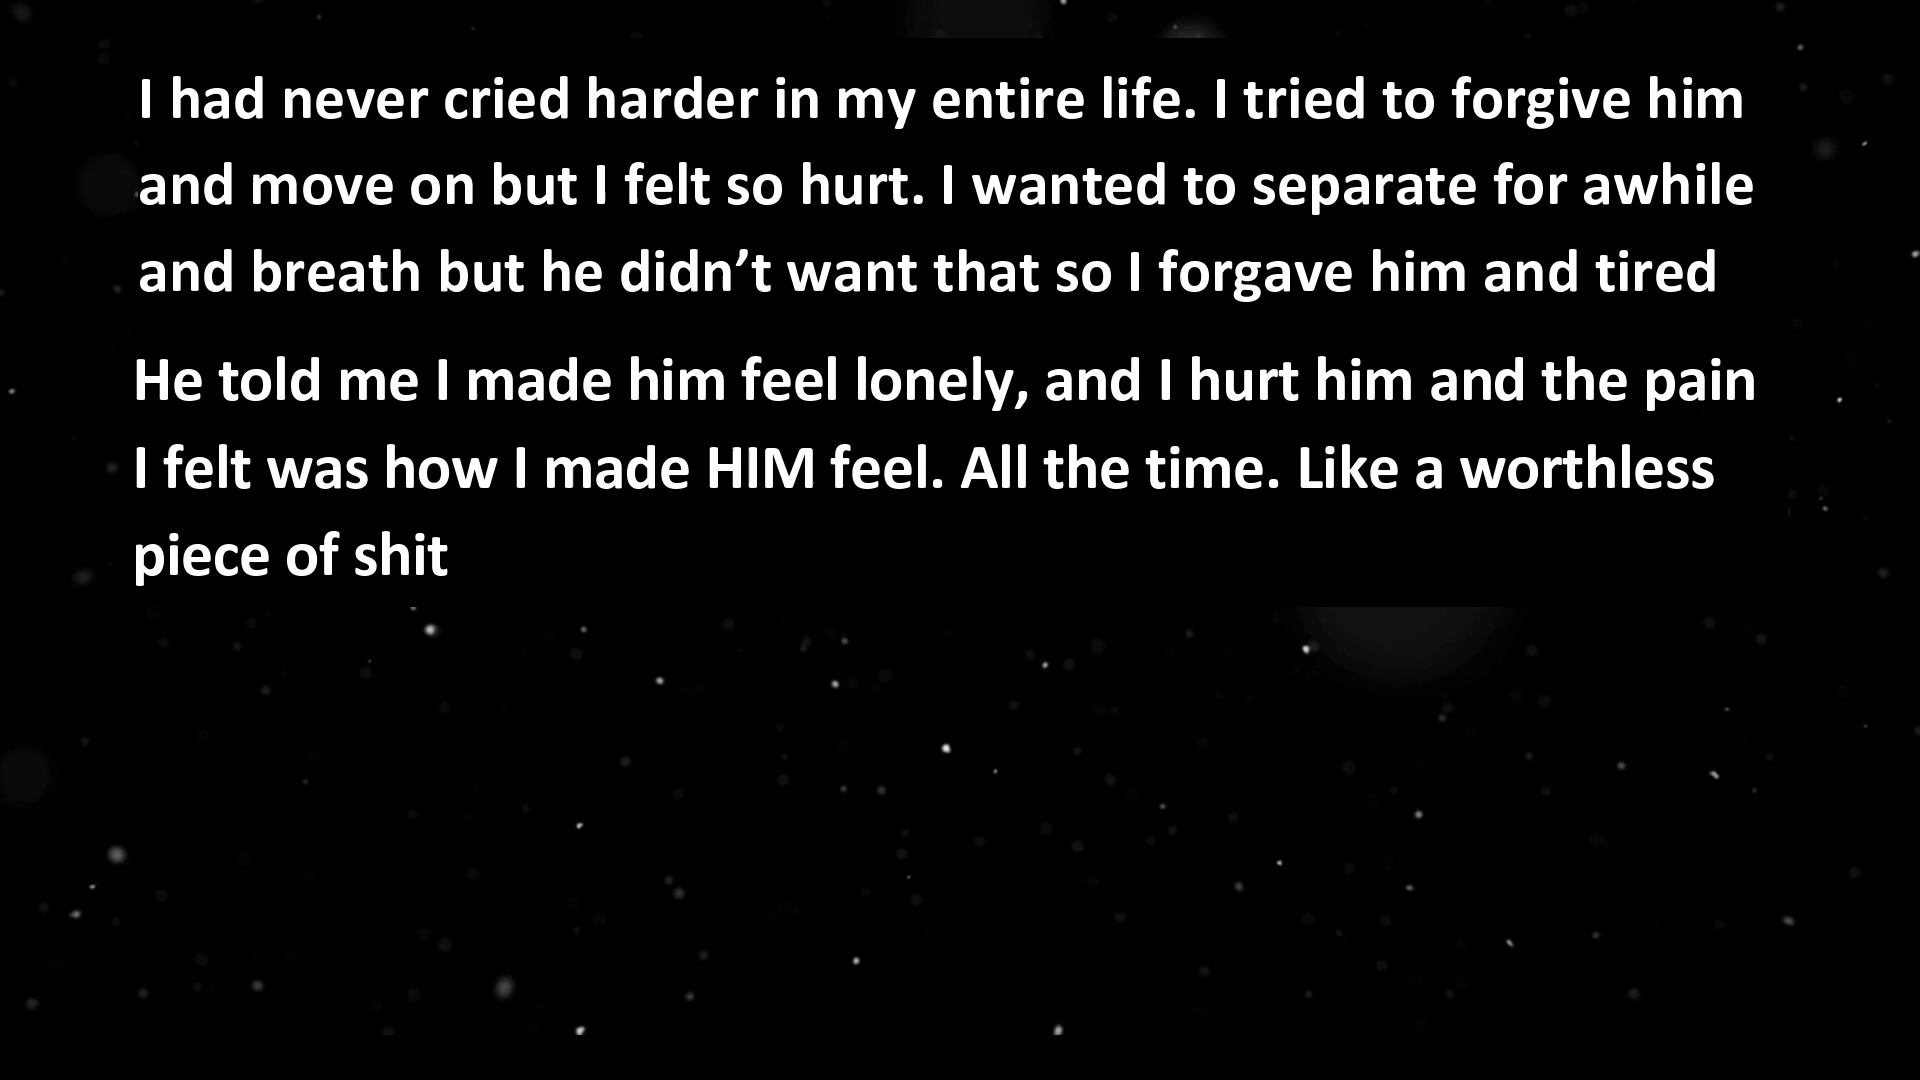 I had never cried harder in my entire life. I tried to forgive him
and move on but I felt so hurt. I wanted to separate for awhile
and breath but he didn’t want that so I forgave him and tired
He told me I made him feel lonely, and I hurt him and the pain
I felt was how I made HIM feel. All the time. Like a worthless
piece of shit